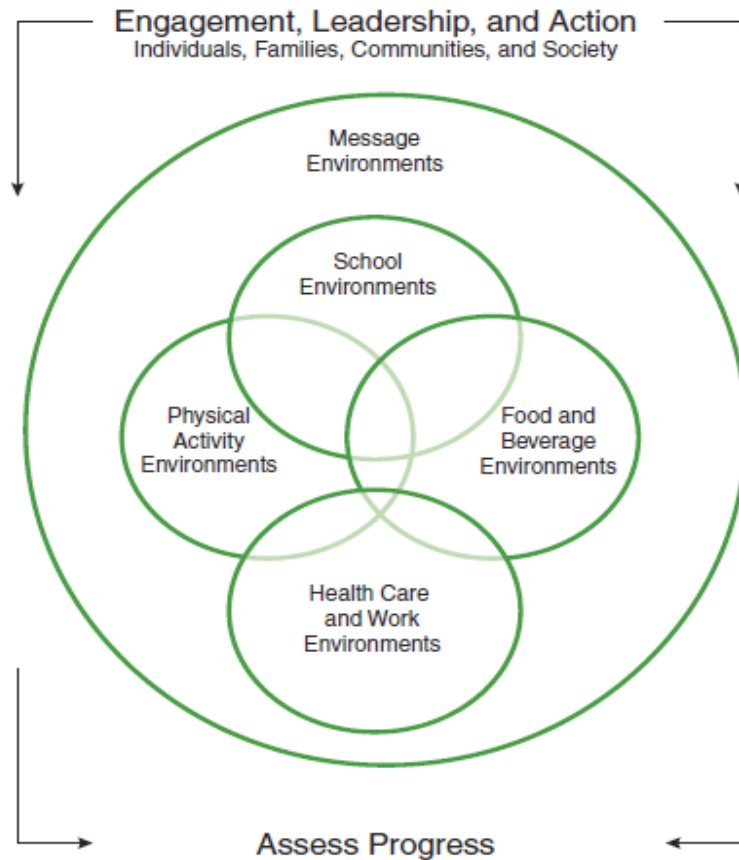 Engagement, Leadership, and Action
Individuals, Families, Communities, and Society
Message
Environments
School
Environments
Physical
Activity
Environments
Food and
Beverage
Environments
Health Care
and Work
Environments
Assess Progress